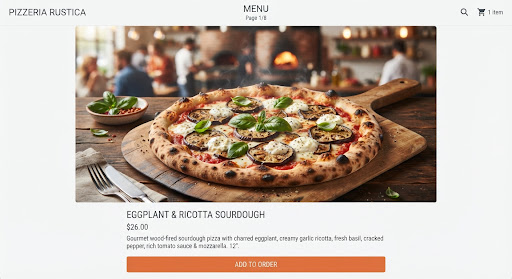 PIZZERIA RUSTICA
MENU
Page 1/8
1 Item
EGGPLANT & RICOTTA SOURDOUGH
$26.00
Gourmet wood-fired sourdough pizza with charred eggplant, creamy garlic ricotta, fresh basil, cracked
pepper, rich tomato sauce & mozzarella. 12".
ADD TO ORDER